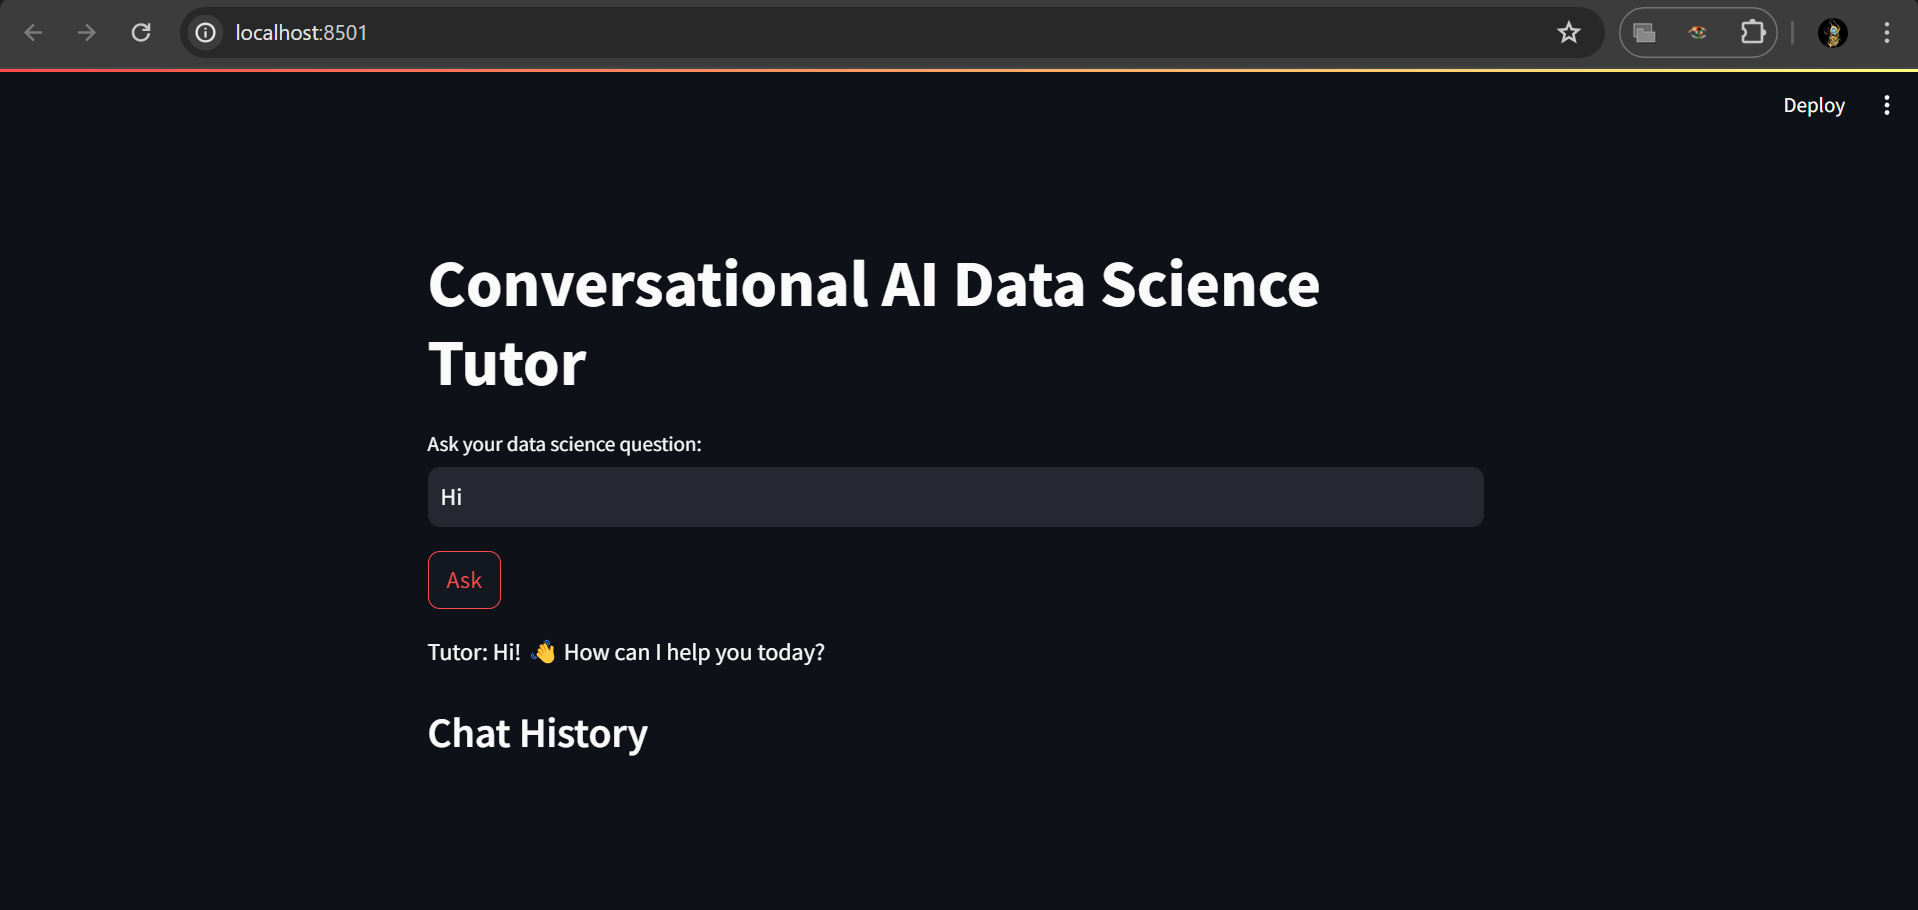 localhost:8501
Deploy
Conversational AI Data Science
Tutor
Ask your data science question:
Hi
Ask
Tutor: Hi! 👋 How can I help you today?
Chat History